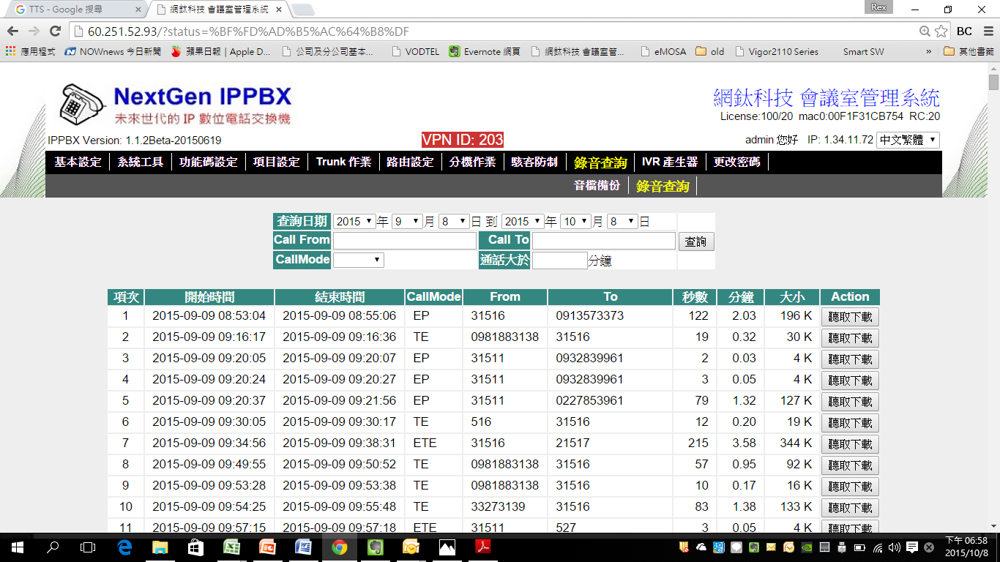 TTS - Google 搜尋
網鈦科技 會議室管理系統
Rex
60.251.52.93/?status=%BF%FD%AD%B5%AC%64%B8%DF
BC
應用程式 NOWnews 今日新聞 蘋果日報 | Apple D... 公司及分公司基本... VODTEL Evernote 網頁 網鈦科技 會議室管... eMOSA old Vigor2110 Series Smart SW » 其他書籤
NextGen IPPBX
未來世代的 IP 數位電話交換機
網鈦科技 會議室管理系統
License:100/20 mac0:00F1F31CB754 RC:20
IPPBX Version: 1.1.2Beta-20150619 VPN ID: 203 admin 您好 IP: 1.34.11.72 中文繁體
基本設定 系統工具 功能碼設定 項目設定 Trunk 作業 路由設定 分機作業 駭客防制 錄音查詢 IVR 產生器 更改密碼
音檔備份 錄音查詢
查詢日期 2015 年 9 月 8 日 到 2015 年 10 月 8 日
Call From Call To 查詢
CallMode 通話大於 分鐘
項次 開始時間 結束時間 CallMode From To 秒數 分鐘 大小 Action
1 2015-09-09 08:53:04 2015-09-09 08:55:06 EP 31516 0913573373 122 2.03 196 K 聽取下載
2 2015-09-09 09:16:17 2015-09-09 09:16:36 TE 0981883138 31516 19 0.32 30 K 聽取下載
3 2015-09-09 09:20:05 2015-09-09 09:20:07 EP 31511 0932839961 2 0.03 4 K 聽取下載
4 2015-09-09 09:20:24 2015-09-09 09:20:27 EP 31511 0932839961 3 0.05 4 K 聽取下載
5 2015-09-09 09:20:37 2015-09-09 09:21:56 EP 31511 0227853961 79 1.32 127 K 聽取下載
6 2015-09-09 09:30:05 2015-09-09 09:30:17 TE 516 31516 12 0.20 19 K 聽取下載
7 2015-09-09 09:34:56 2015-09-09 09:38:31 ETE 31516 21517 215 3.58 344 K 聽取下載
8 2015-09-09 09:49:55 2015-09-09 09:50:52 TE 0981883138 31516 57 0.95 92 K 聽取下載
9 2015-09-09 09:53:28 2015-09-09 09:53:38 TE 0981883138 31516 10 0.17 16 K 聽取下載
10 2015-09-09 09:54:25 2015-09-09 09:55:48 TE 33273139 31516 83 1.38 133 K 聽取下載
11 2015-09-09 09:57:15 2015-09-09 09:57:18 ETE 31511 527 3 0.05 4 K 聽取下載
下午 06:58
2015/10/8